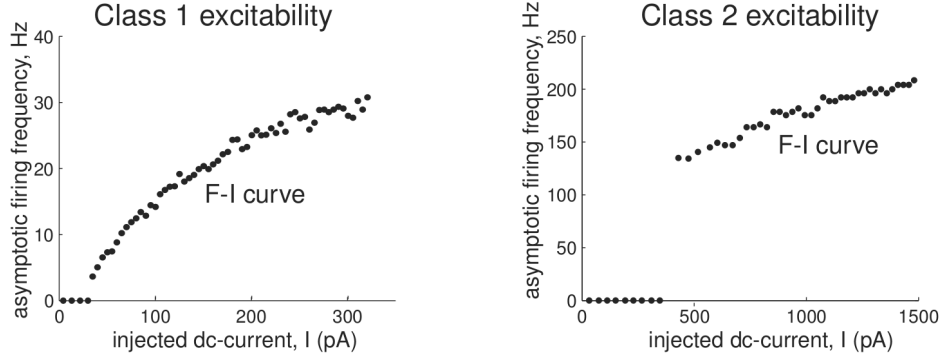 Class 1 excitability
asymptotic firing frequency, Hz
40
30
20
10
0
F-I curve
0 100 200 300
injected dc-current, I (pA)
Class 2 excitability
asymptotic firing frequency, Hz
250
200
150
100
50
0
F-I curve
0 500 1000 1500
injected dc-current, I (pA)